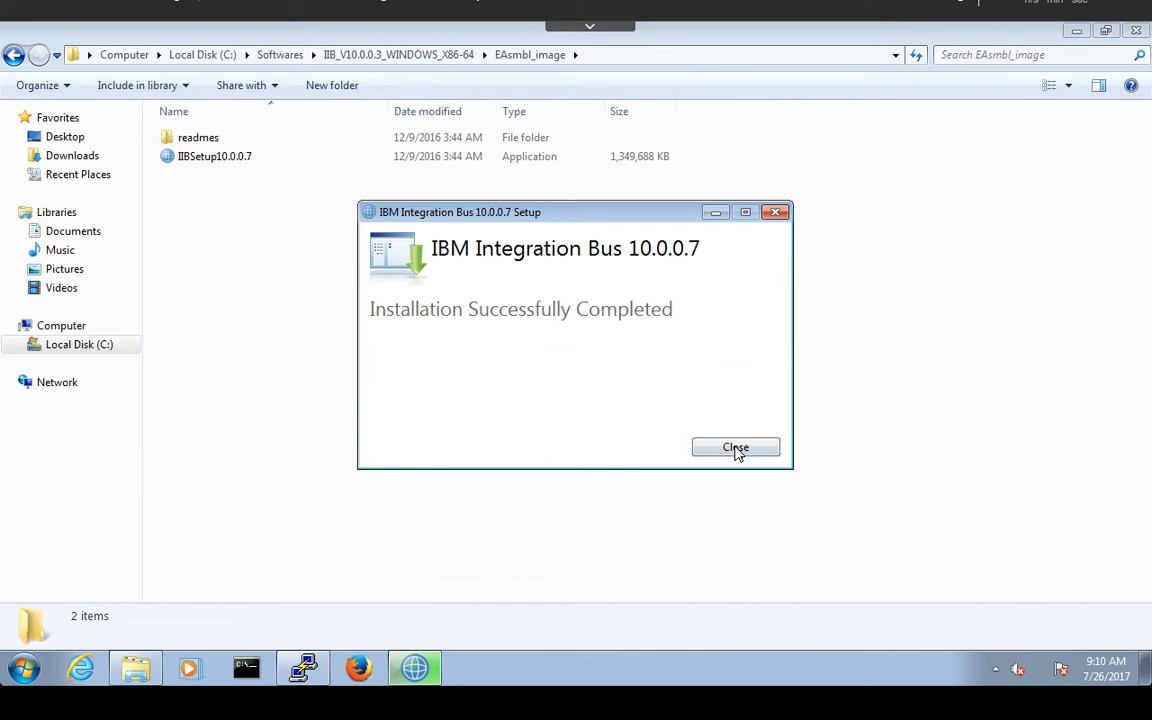 Computer
Local Disk (C:)
Softwares
IIB_V10.0.0.3_WINDOWS_X86-64
EAsmbl_image
Search EAsmbl_image
Organize
Include in library
Share with
New folder
Name
Date modified
Type
Size
Favorites
Desktop
Downloads
Recent Places
Libraries
Documents
Music
Pictures
Videos
Computer
Local Disk (C:)
Network
readmes
12/9/2016 3:44 AM
File folder
IIBSetup10.0.0.7
12/9/2016 3:44 AM
Application
1,349,688 KB
IBM Integration Bus 10.0.0.7 Setup
IBM Integration Bus 10.0.0.7
Installation Successfully Completed
Close
2 items
C:\
9:10 AM
7/26/2017